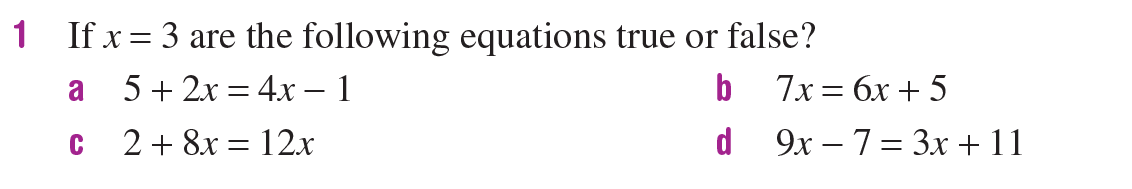 1 If x = 3 are the following equations true or false?
a 5 + 2x = 4x − 1 b 7x = 6x + 5
c 2 + 8x = 12x d 9x − 7 = 3x + 11